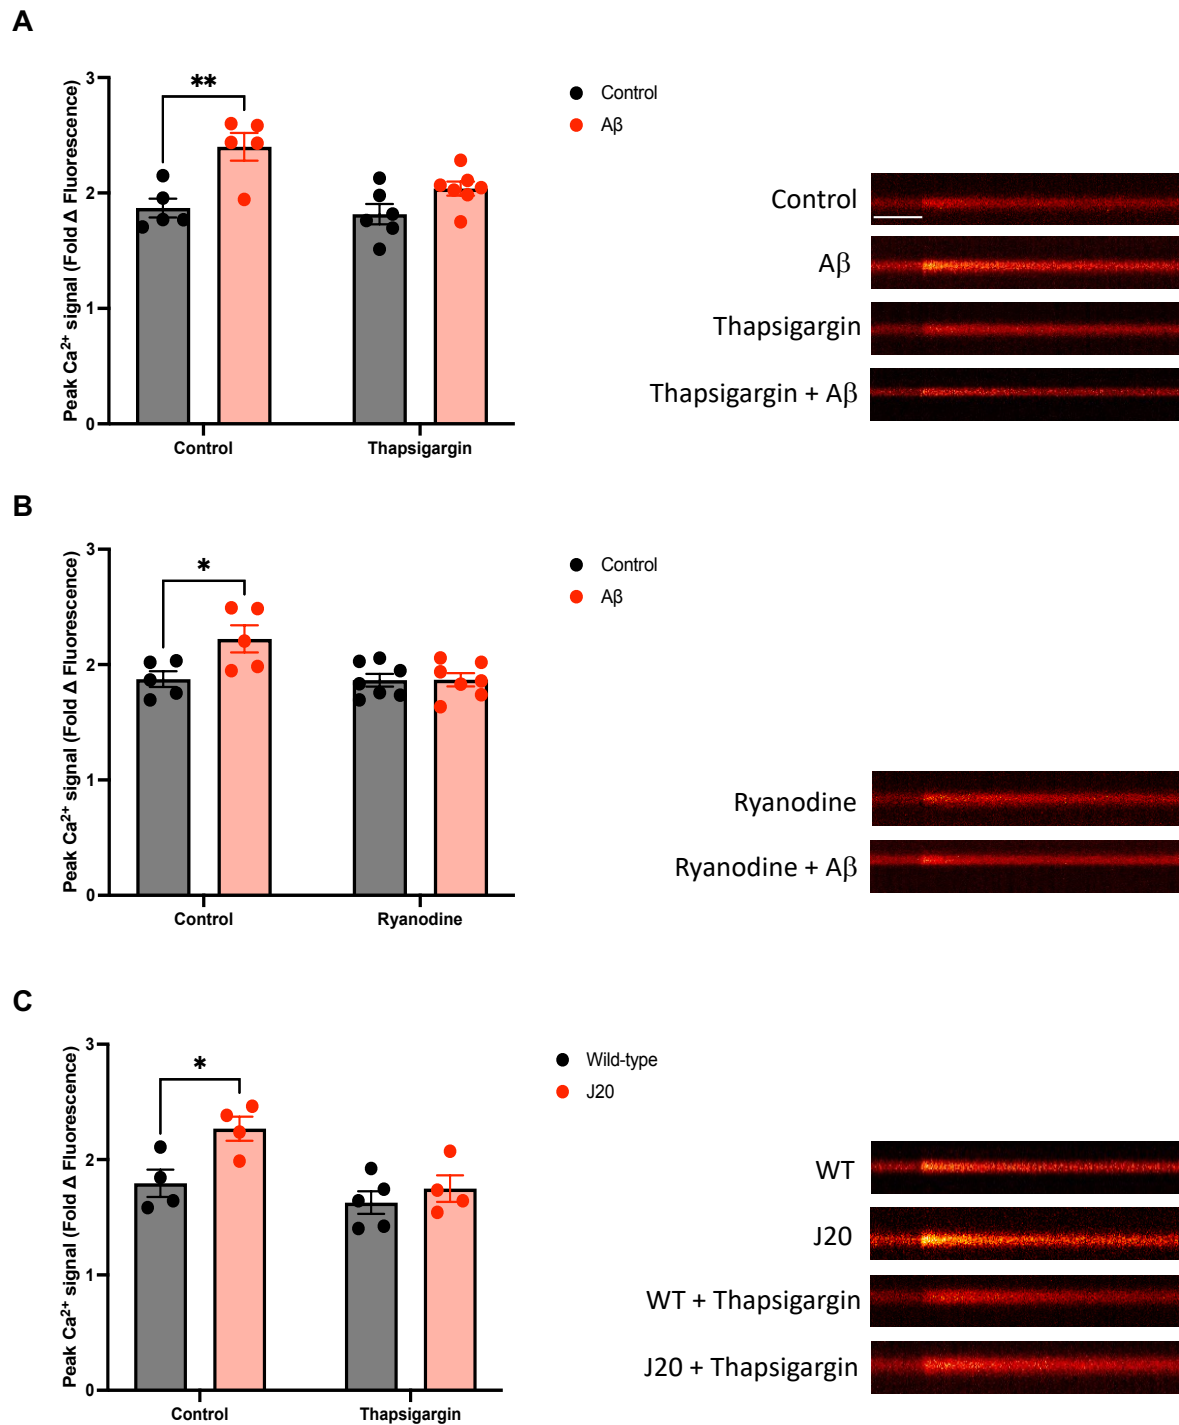 A
Peak Ca²⁺ signal (Fold Δ Fluorescence)
3
2
1
0
**
Control
Thapsigargin
Control
Aβ
Control
Aβ
Thapsigargin
Thapsigargin + Aβ
B
Peak Ca²⁺ signal (Fold Δ Fluorescence)
3
2
1
0
*
Control
Ryanodine
Control
Aβ
Ryanodine
Ryanodine + Aβ
C
Peak Ca²⁺ signal (Fold Δ Fluorescence)
3
2
1
0
*
Control
Thapsigargin
Wild-type
J20
WT
J20
WT + Thapsigargin
J20 + Thapsigargin